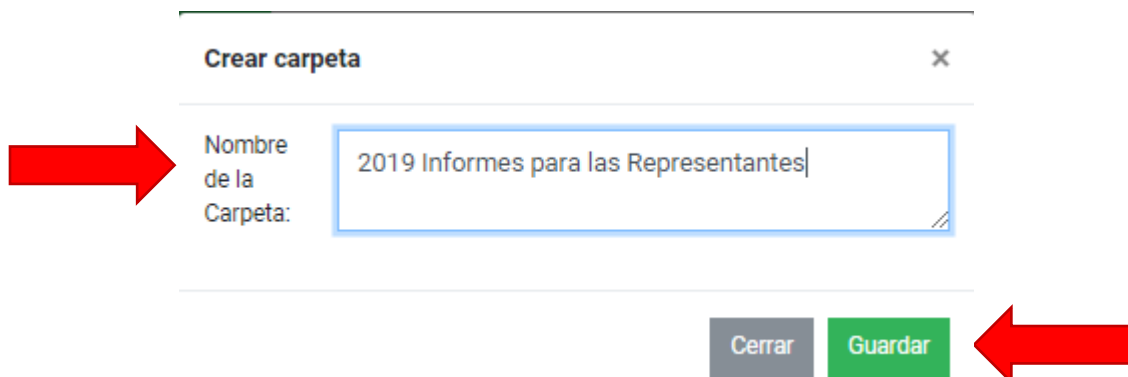 Crear carpeta ×
Nombre
de la
Carpeta:
2019 Informes para las Representantes
Cerrar Guardar